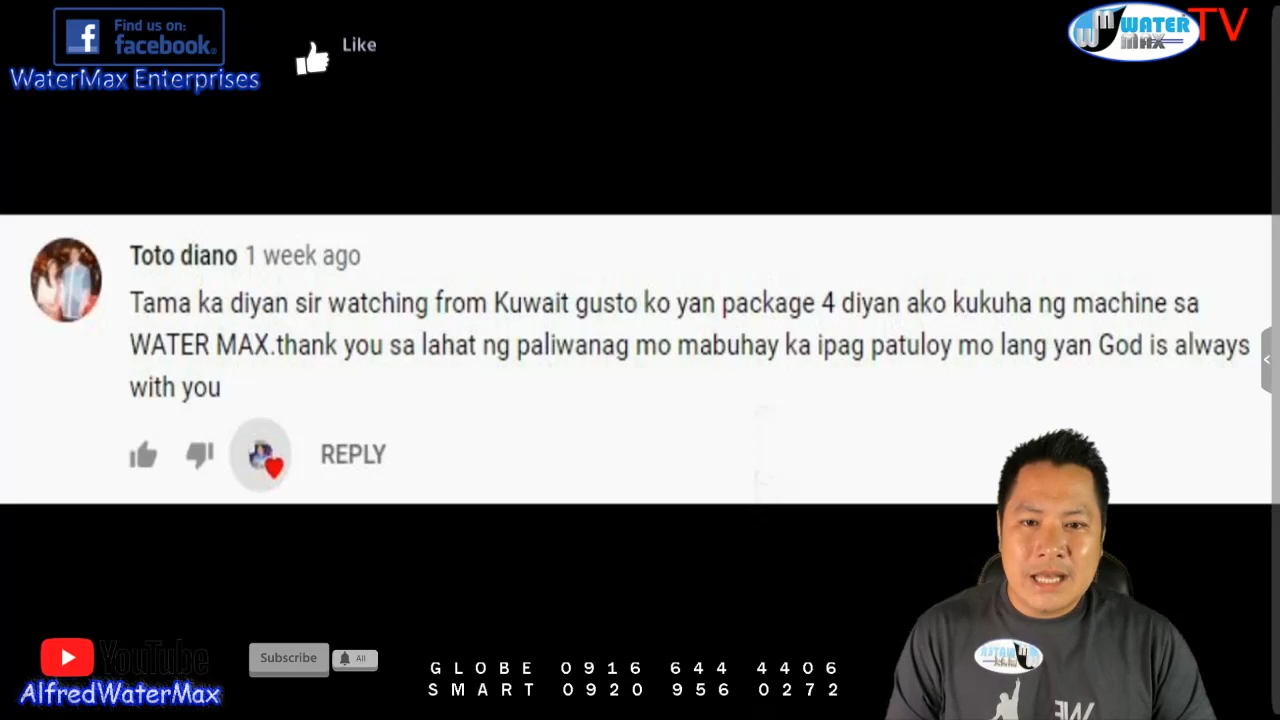 Find us on:
facebook
WaterMax Enterprises
Like
WATER
MAX
TV
Toto diano 1 week ago
Tama ka diyan sir watching from Kuwait gusto ko yan package 4 diyan ako kukuha ng machine sa
WATER MAX.thank you sa lahat ng paliwanag mo mabuhay ka ipag patuloy mo lang yan God is always
with you
REPLY
YouTube
AlfredWaterMax
Subscribe
All
GLOBE 0916 644 4406
SMART 0920 956 0272
WATER
WE